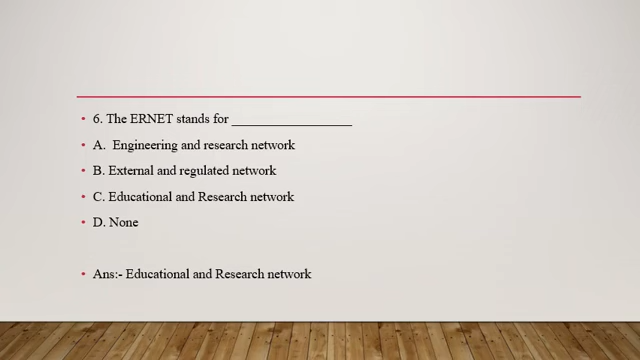 • 6. The ERNET stands for __________________
• A.  Engineering and research network
• B. External and regulated network
• C. Educational and Research network
• D. None
• Ans:- Educational and Research network